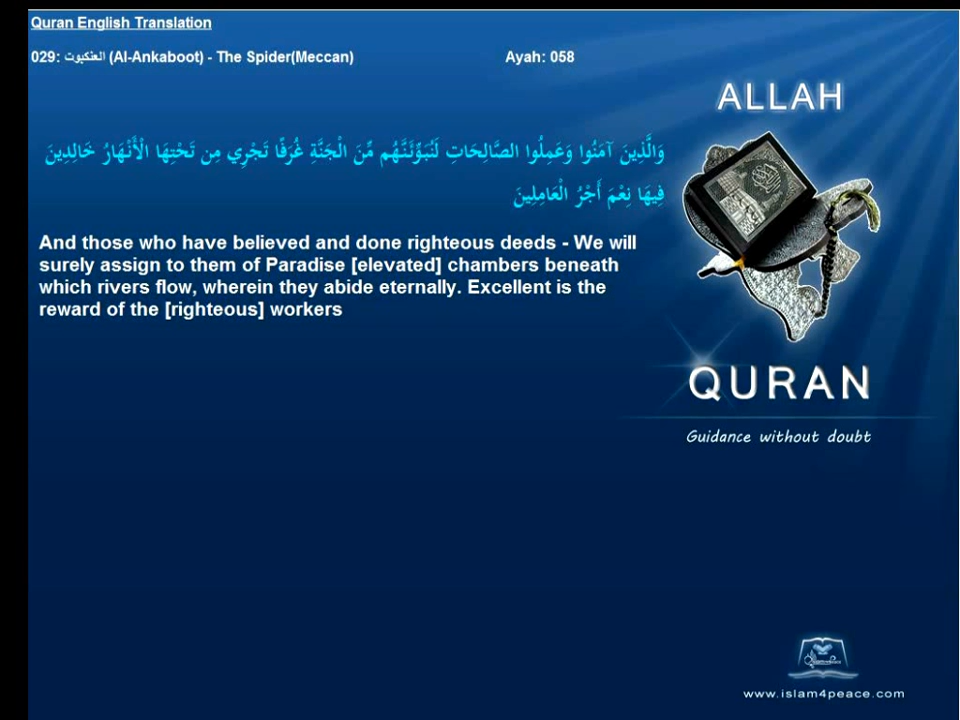 Quran English Translation
029: العنكبوت (Al-Ankaboot) - The Spider(Meccan) Ayah: 058
ALLAH
وَالَّذِينَ آمَنُوا وَعَمِلُوا الصَّالِحَاتِ لَنُبَوِّئَنَّهُم مِّنَ الْجَنَّةِ غُرَفًا تَجْرِي مِن تَحْتِهَا الْأَنْهَارُ خَالِدِينَ
فِيهَا نِعْمَ أَجْرُ الْعَامِلِينَ
And those who have believed and done righteous deeds - We will
surely assign to them of Paradise [elevated] chambers beneath
which rivers flow, wherein they abide eternally. Excellent is the
reward of the [righteous] workers
QURAN
Guidance without doubt
www.islam4peace.com